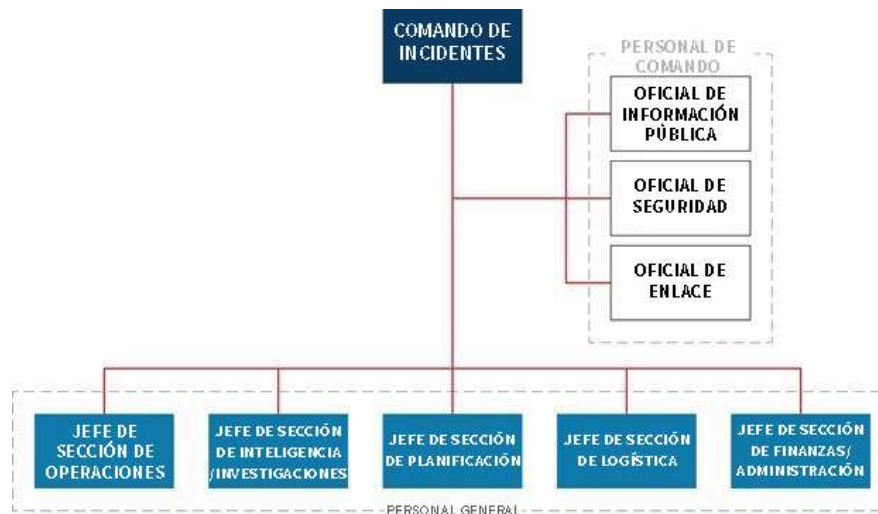 COMANDO DE
INCIDENTES
PERSONAL DE
COMANDO
OFICIAL DE
INFORMACIÓN
PÚBLICA
OFICIAL DE
SEGURIDAD
OFICIAL DE
ENLACE
JEFE DE
SECCIÓN DE
OPERACIONES
JEFE DE SECCIÓN
DE INTELIGENCIA
/INVESTIGACIONES
JEFE DE SECCIÓN
DE PLANIFICACIÓN
JEFE DE SECCIÓN
DE LOGÍSTICA
JEFE DE SECCIÓN
DE FINANZAS/
ADMINISTRACIÓN
PERSONAL GENERAL